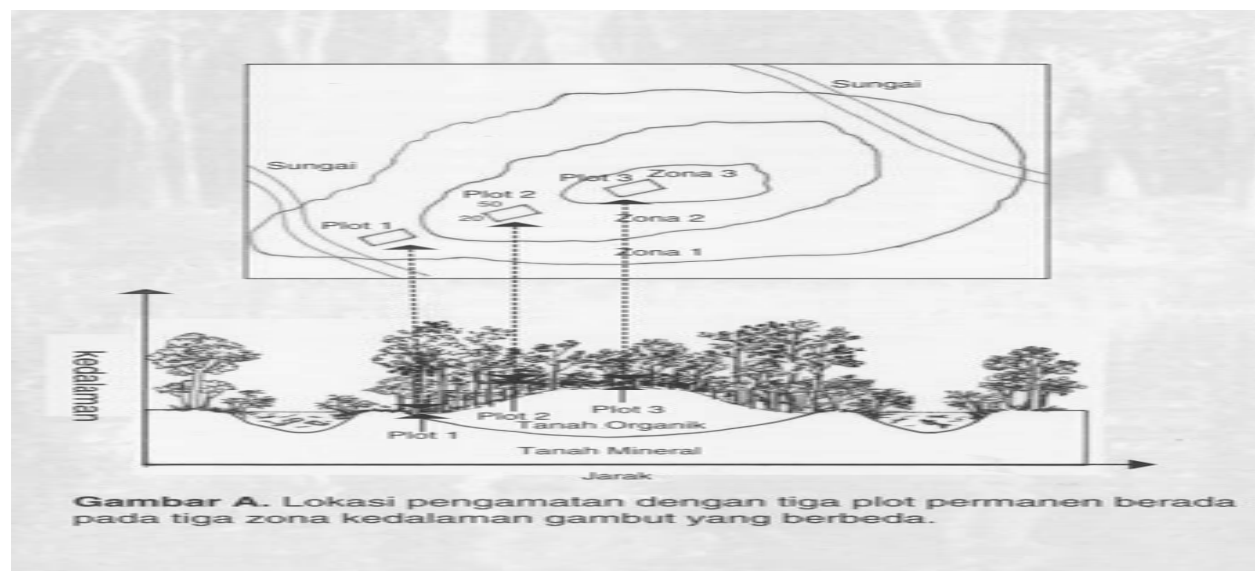 Sungai
Sungai
Plot 3 Zona 3
Plot 2
50
20
Zona 2
Plot 1
Zona 1
kedalaman
Plot 3
Plot 2
Tanah Organik
Plot 1
Tanah Mineral
Jarak
Gambar A. Lokasi pengamatan dengan tiga plot permanen berada
pada tiga zona kedalaman gambut yang berbeda.